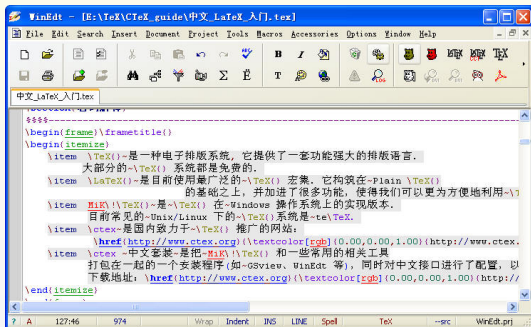 WinEdt - [E:\TeX\CTeX_guide\中文_LaTeX_入门.tex]
File Edit Search Insert Document Project Tools Macros Accessories Options Window Help
中文_LaTeX_入门.tex
\begin{frame}\frametitle{}
\begin{itemize}
\item \TeX{}~是一种电子排版系统, 它提供了一套功能强大的排版语言.
大部分的~\TeX{} 系统都是免费的.
\item \LaTeX{}~是目前使用最广泛的~\TeX{} 宏集. 它构筑在~Plain \TeX{}
的基础之上, 并加进了很多功能, 使得我们可以更为方便地利用~\T
\item MiK\!\TeX{}~是~\TeX{} 在~Windows 操作系统上的实现版本.
目前常见的~Unix/Linux 下的~\TeX{}系统是~te\TeX.
\item ctex~是国内致力于~\TeX{} 推广的网站:
\href{http://www.ctex.org}{\textcolor[rgb]{0.00,0.00,1.00}{http://www.ctex.
\item ctex ~中文套装~是把~MiK\!\TeX{} 和一些常用的相关工具
打包在一起的一个安装程序(如~GSview、WinEdt 等), 同时对中文接口进行了配置, 以
下载地址: \href{http://www.ctex.org}{\textcolor[rgb]{0.00,0.00,1.00}{http://
\end{itemize}
? A 127:46 974 Wrap Indent INS LINE Spell TeX --src WinEdt.prj